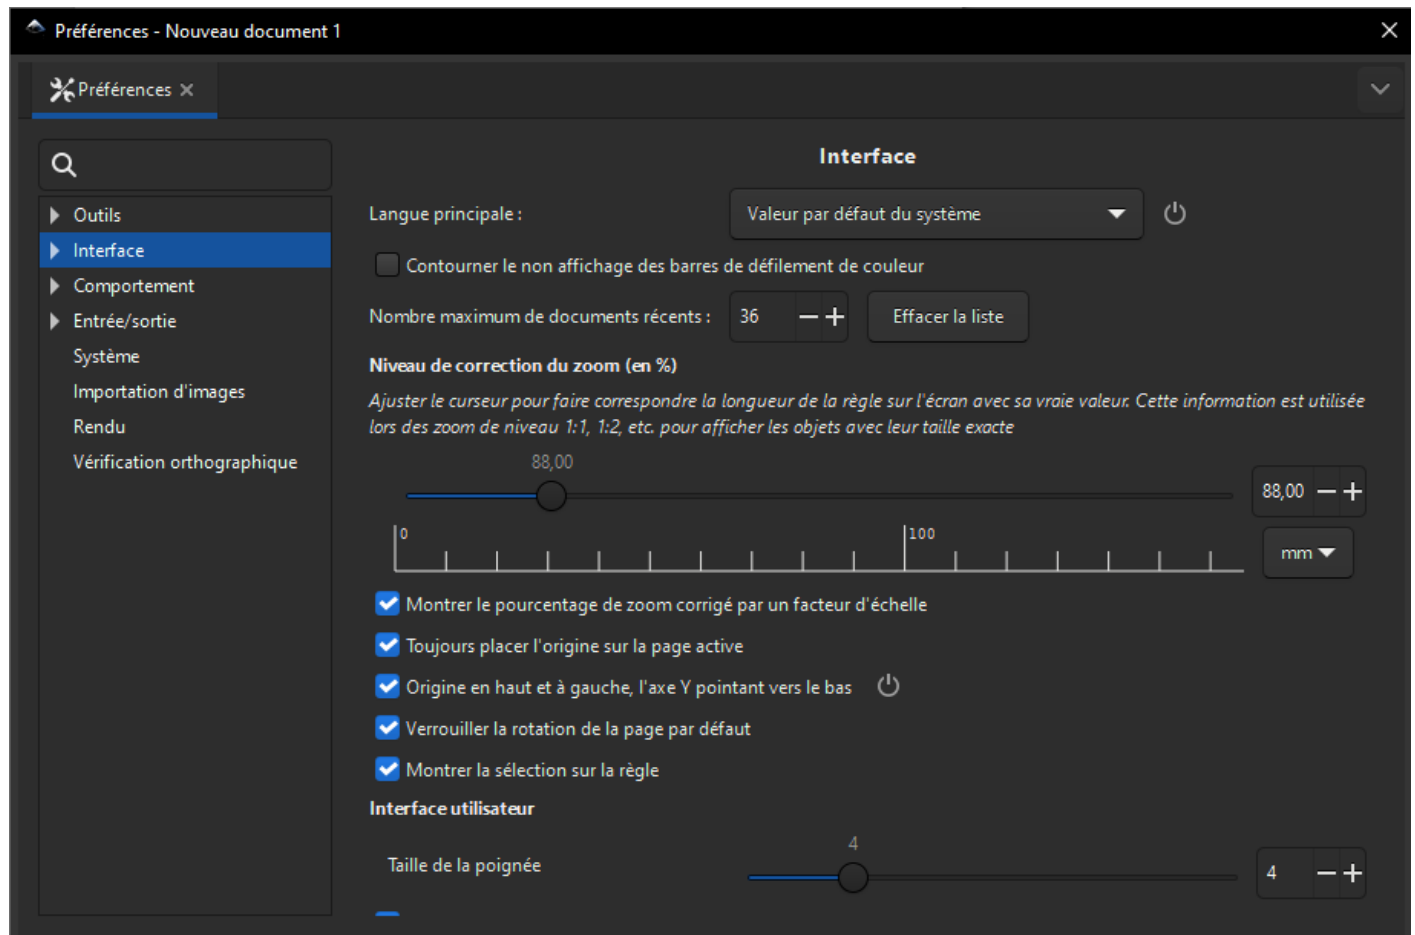 Préférences - Nouveau document 1
Préférences
Interface
Outils
Interface
Comportement
Entrée/sortie
Système
Importation d'images
Rendu
Vérification orthographique
Langue principale :
Valeur par défaut du système
Contourner le non affichage des barres de défilement de couleur
Nombre maximum de documents récents :
36
Effacer la liste
Niveau de correction du zoom (en %)
Ajuster le curseur pour faire correspondre la longueur de la règle sur l'écran avec sa vraie valeur. Cette information est utilisée
lors des zoom de niveau 1:1, 1:2, etc. pour afficher les objets avec leur taille exacte
88,00
88,00
0
100
mm
Montrer le pourcentage de zoom corrigé par un facteur d'échelle
Toujours placer l'origine sur la page active
Origine en haut et à gauche, l'axe Y pointant vers le bas
Verrouiller la rotation de la page par défaut
Montrer la sélection sur la règle
Interface utilisateur
4
Taille de la poignée
4